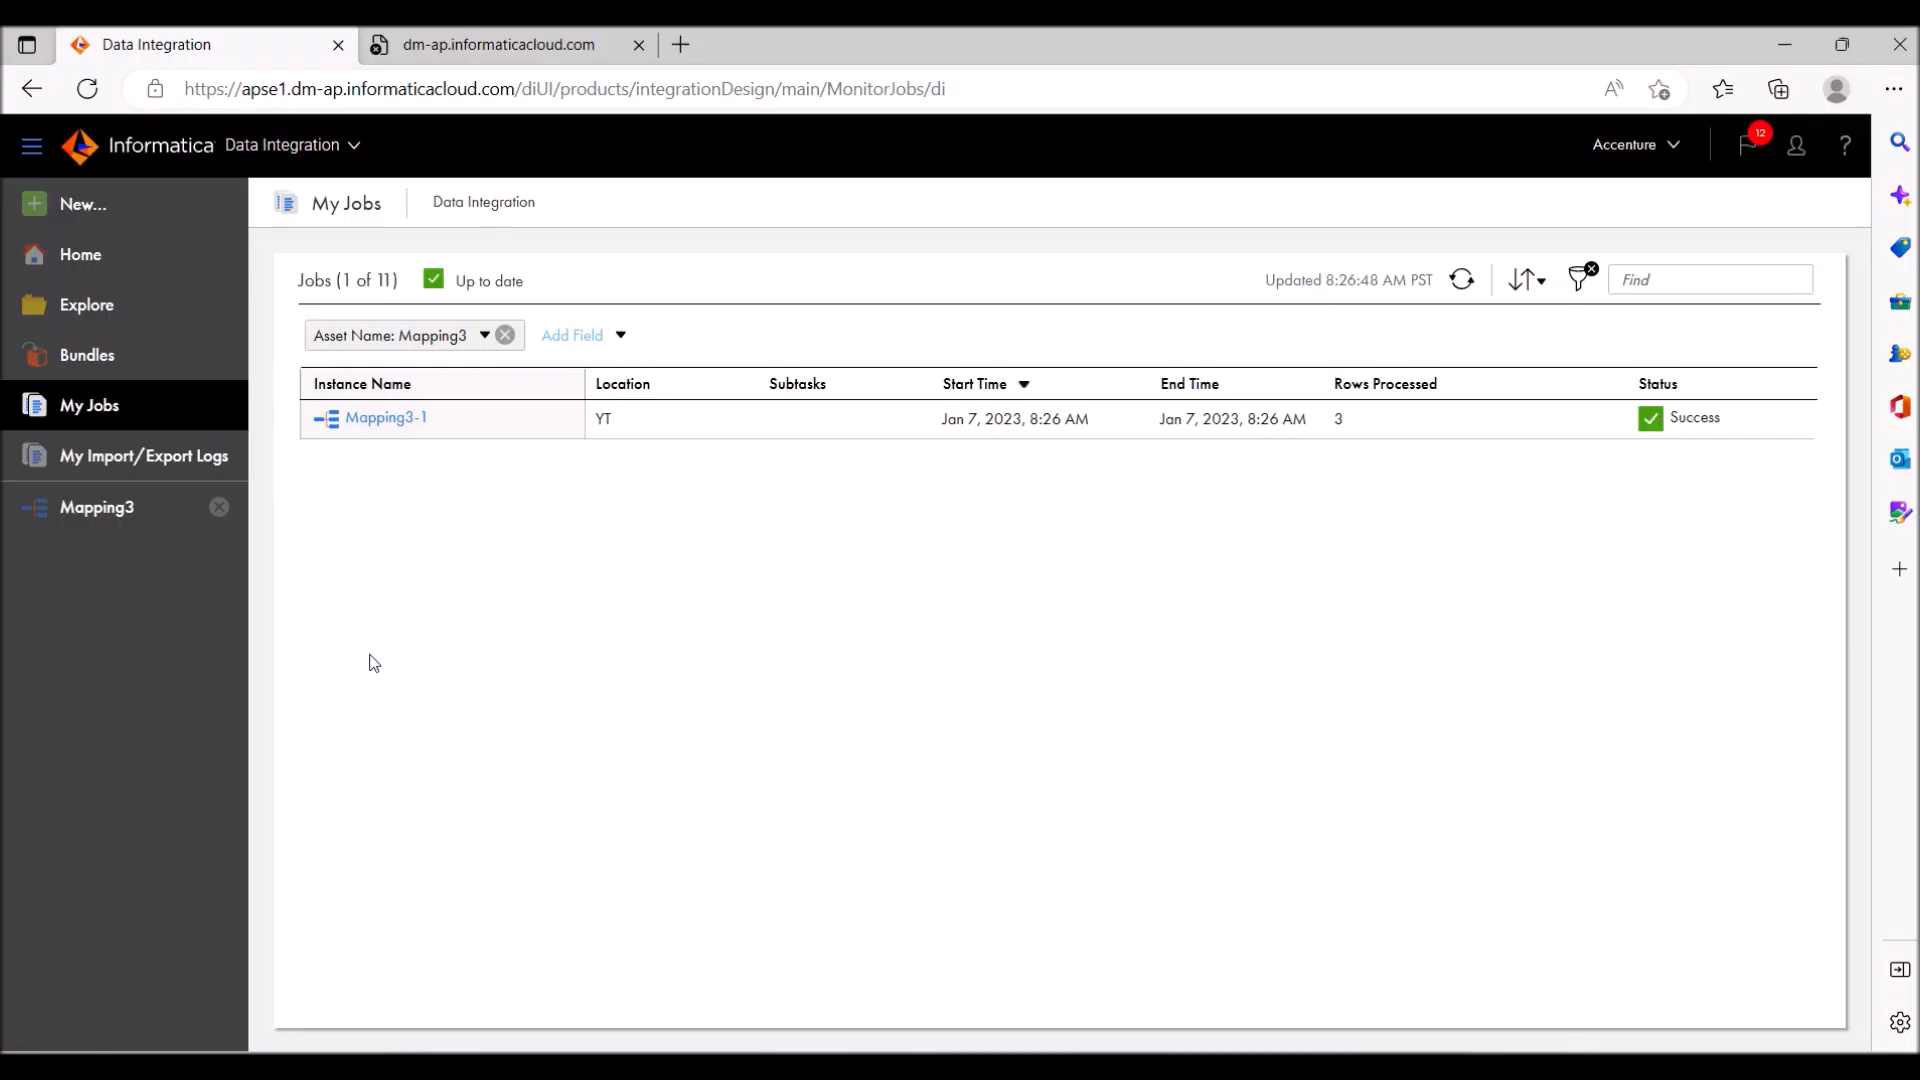 Data Integration
dm-ap.informaticacloud.com
https://apse1.dm-ap.informaticacloud.com/diUI/products/integrationDesign/main/MonitorJobs/di
Informatica Data Integration
Accenture
12
?
New...
Home
Explore
Bundles
My Jobs
My Import/Export Logs
Mapping3
My Jobs
Data Integration
Jobs (1 of 11)
Up to date
Updated 8:26:48 AM PST
Find
Asset Name: Mapping3
Add Field
Instance Name Location Subtasks Start Time End Time Rows Processed Status
Mapping3-1 YT Jan 7, 2023, 8:26 AM Jan 7, 2023, 8:26 AM 3 Success